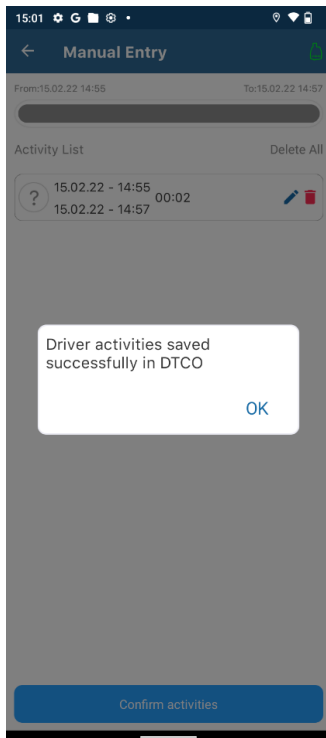 15:01 G
Manual Entry
From:15.02.22 14:55 To:15.02.22 14:57
Activity List Delete All
? 15.02.22 - 14:55 00:02
15.02.22 - 14:57
Driver activities saved
successfully in DTCO
OK
Confirm activities